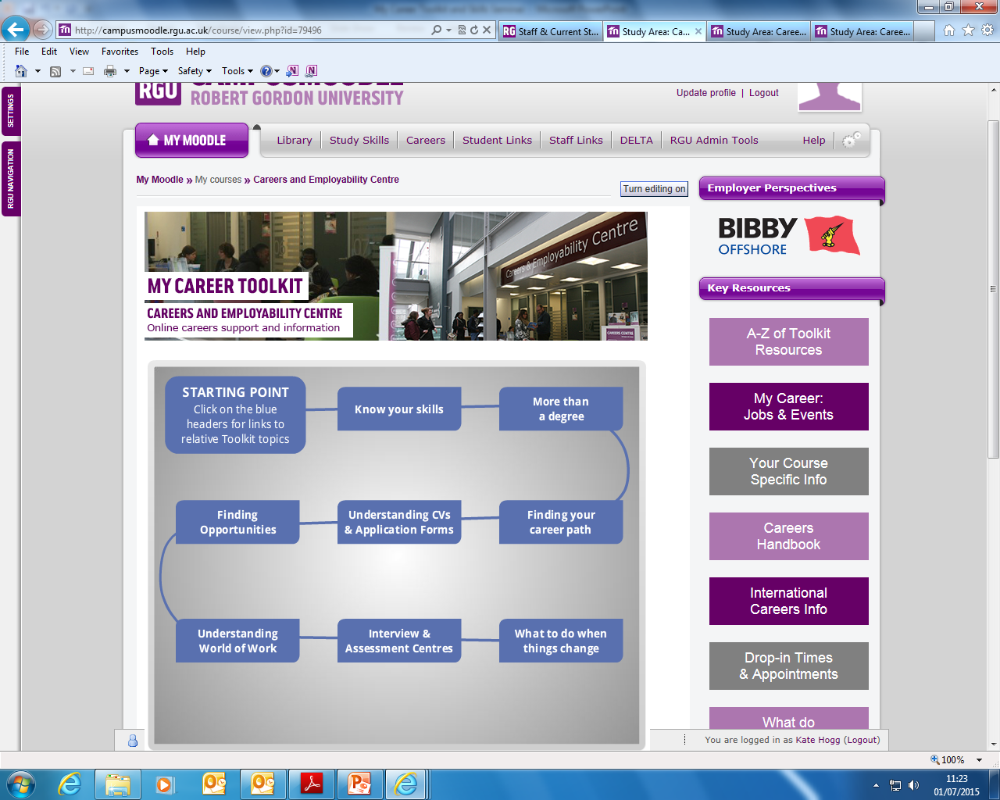 http://campusmoodle.rgu.ac.uk/course/view.php?id=79496
Staff & Current St...
Study Area: Ca...
Study Area: Caree...
Study Area: Caree...
File Edit View Favorites Tools Help
Page Safety Tools
SETTINGS
RGU NAVIGATION
RGU
CAMPUSMOODLE
ROBERT GORDON UNIVERSITY
Update profile | Logout
MY MOODLE
Library Study Skills Careers Student Links Staff Links DELTA RGU Admin Tools Help
My Moodle » My courses » Careers and Employability Centre
Turn editing on
Careers & Employability Centre
CAREERS CENTRE
MY CAREER TOOLKIT
CAREERS AND EMPLOYABILITY CENTRE
Online careers support and information
STARTING POINT
Click on the blue
headers for links to
relative Toolkit topics
Know your skills
More than
a degree
Finding
Opportunities
Understanding CVs
& Application Forms
Finding your
career path
Understanding
World of Work
Interview &
Assessment Centres
What to do when
things change
Employer Perspectives
BIBBY
OFFSHORE
Key Resources
A-Z of Toolkit
Resources
My Career:
Jobs & Events
Your Course
Specific Info
Careers
Handbook
International
Careers Info
Drop-in Times
& Appointments
What do
You are logged in as Kate Hogg (Logout)
100%
11:23
01/07/2015